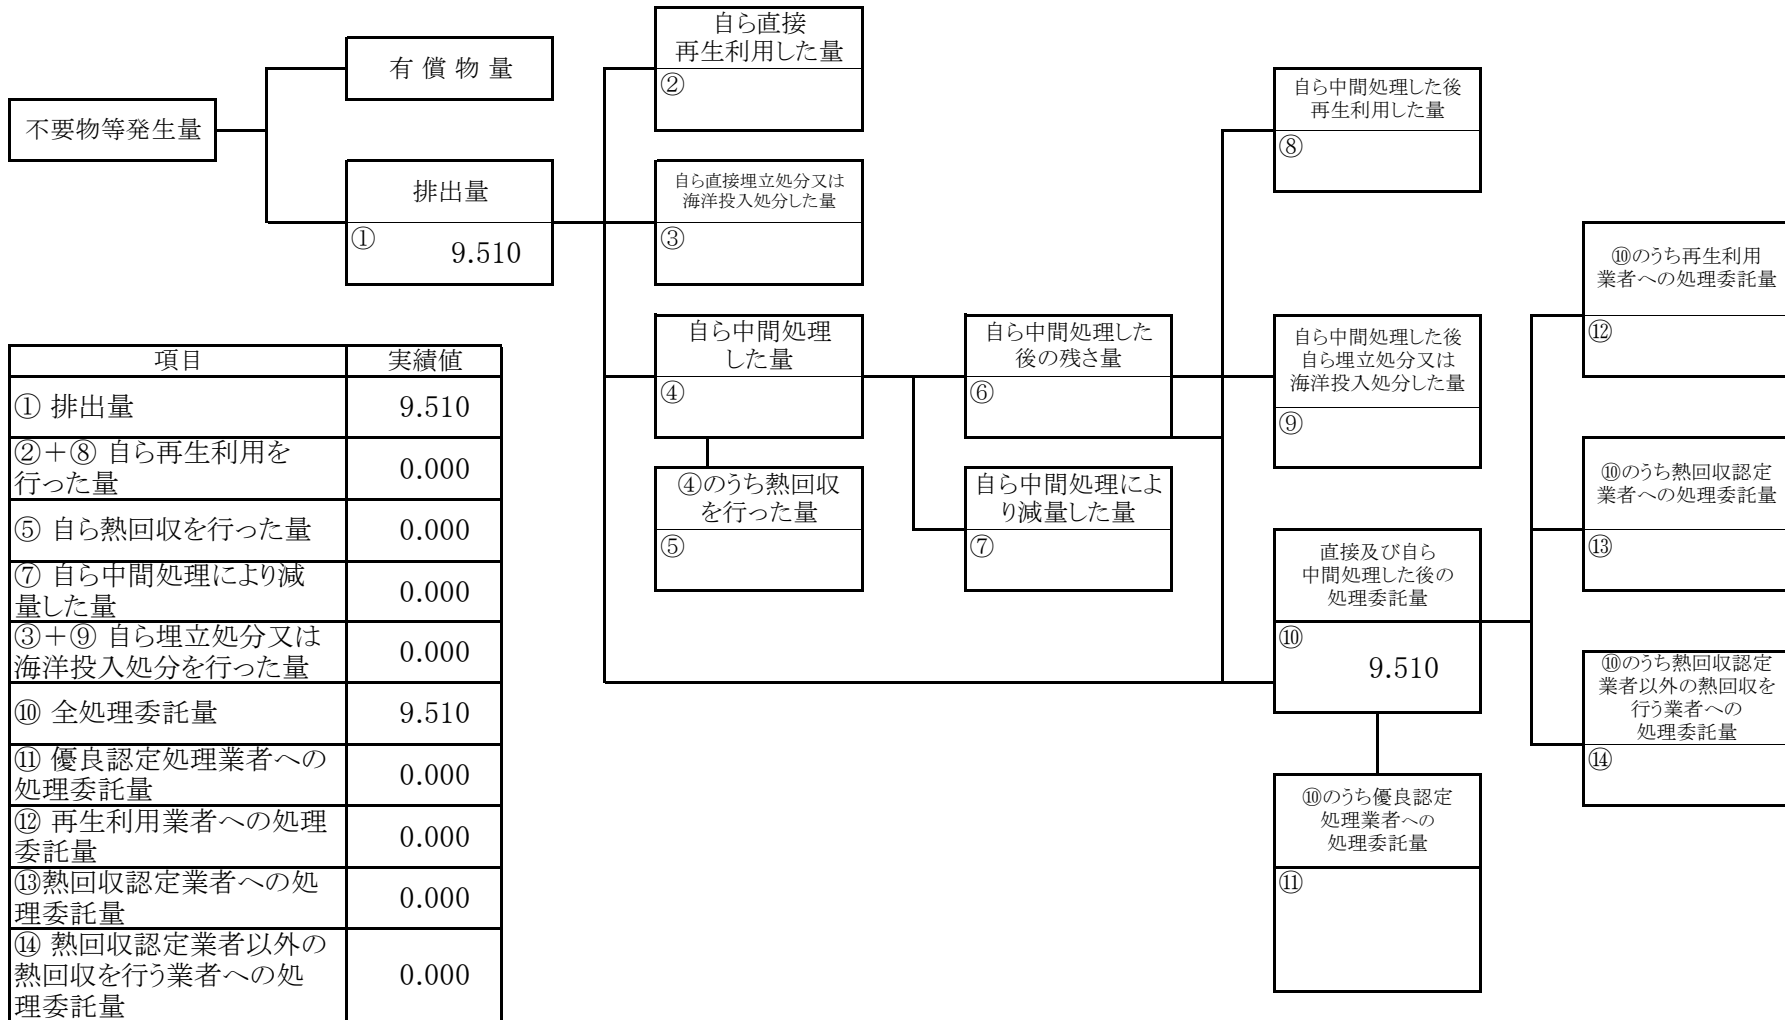 自ら直接
再生利用した量
②
有 償 物 量
不要物等発生量
自ら中間処理した後
再生利用した量
⑧
排出量
① 9.510
自ら直接埋立処分又は
海洋投入処分した量
③
⑩のうち再生利用
業者への処理委託量
⑫
自ら中間処理
した量
④
自ら中間処理した
後の残さ量
⑥
自ら中間処理した後
自ら埋立処分又は
海洋投入処分した量
⑨
④のうち熱回収
を行った量
⑤
自ら中間処理によ
り減量した量
⑦
⑩のうち熱回収認定
業者への処理委託量
⑬
直接及び自ら
中間処理した後の
処理委託量
⑩
9.510
⑩のうち熱回収認定
業者以外の熱回収を
行う業者への
処理委託量
⑭
⑩のうち優良認定
処理業者への
処理委託量
⑪
項目 実績値
① 排出量 9.510
②＋⑧ 自ら再生利用を
行った量 0.000
⑤ 自ら熱回収を行った量 0.000
⑦ 自ら中間処理により減
量した量 0.000
③＋⑨ 自ら埋立処分又は
海洋投入処分を行った量 0.000
⑩ 全処理委託量 9.510
⑪ 優良認定処理業者への
処理委託量 0.000
⑫ 再生利用業者への処理
委託量 0.000
⑬熱回収認定業者への処
理委託量 0.000
⑭ 熱回収認定業者以外の
熱回収を行う業者への処 0.000
理委託量